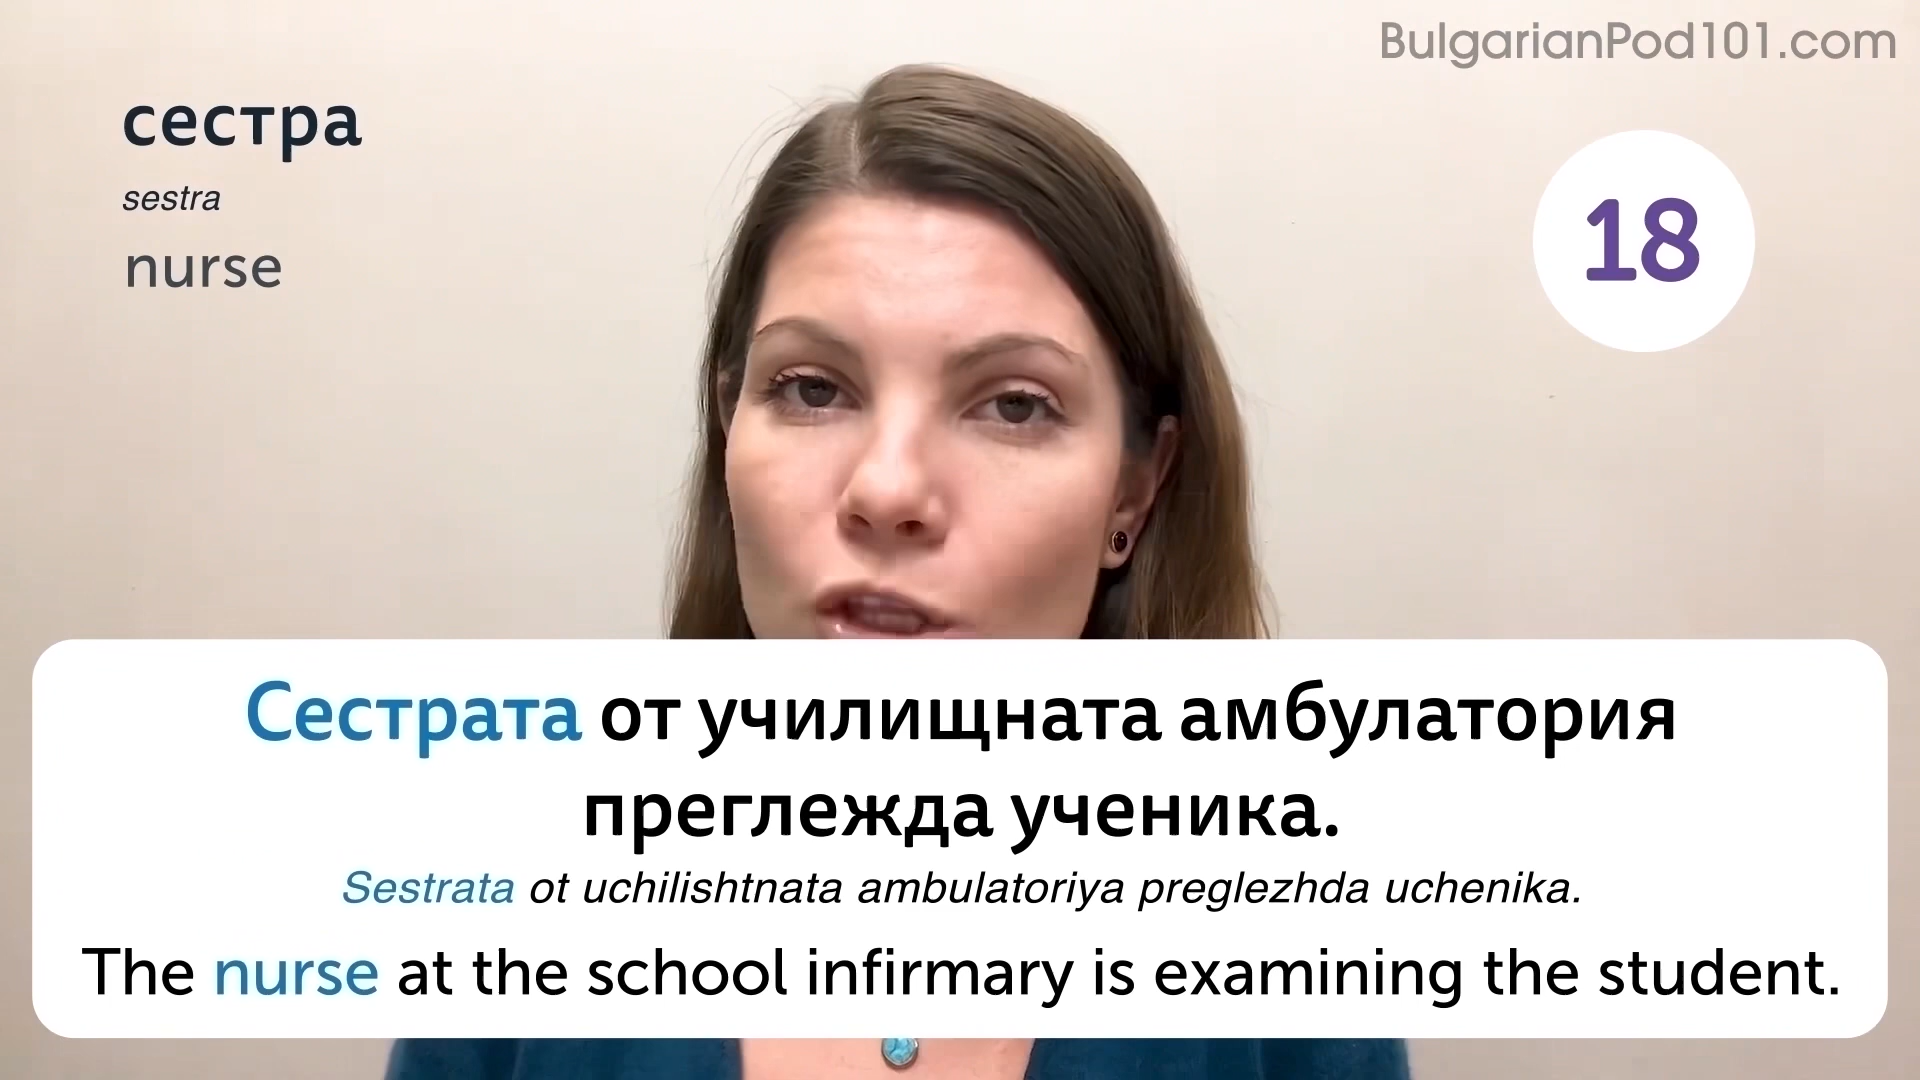 BulgarianPod101.com
сестра
sestra
nurse
18
Сестрата от училищната амбулатория
преглежда ученика.
Sestrata ot uchilishtnata ambulatoriya preglezhda uchenika.
The nurse at the school infirmary is examining the student.